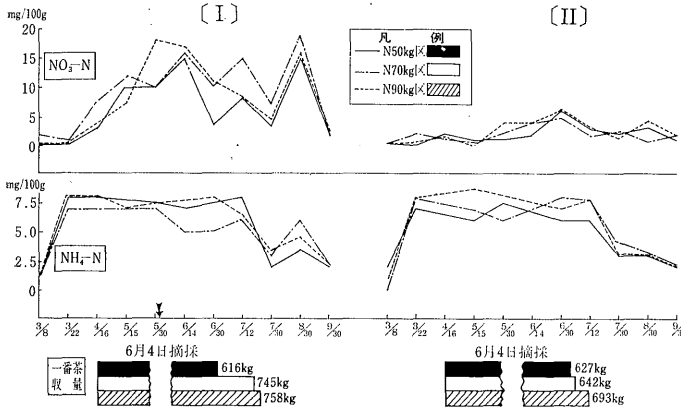 mg/100g
〔I〕
〔II〕
20
15
10
5
0
NO₃-N
凡 例
N50kg区
N70kg区
N90kg区
mg/100g
7.5
5.0
2.5
0
NH₄-N
3/8 3/22 4/16 5/15 5/30 6/14 6/30 7/12 7/30 8/30 9/30
3/8 3/22 4/16 5/15 5/30 6/14 6/30 7/12 7/30 8/30
6月4日摘採
6月4日摘採
一番茶
収量
616kg
745kg
758kg
627kg
642kg
693kg